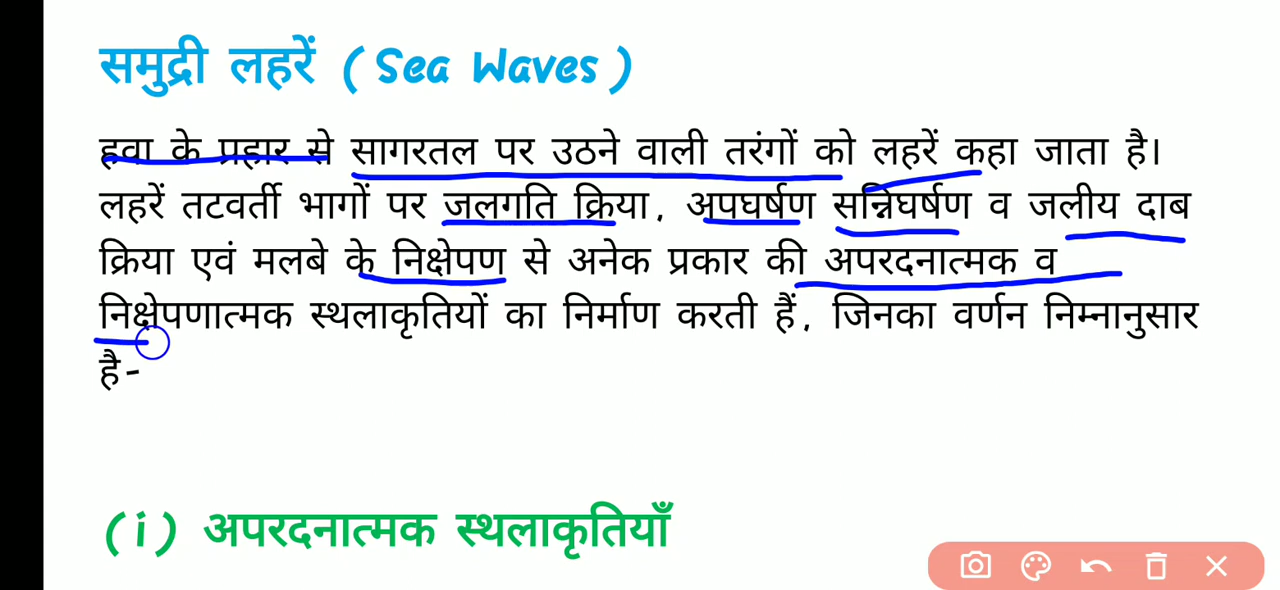 समुद्री लहरें ( Sea Waves )
हवा के प्रहार से सागरतल पर उठने वाली तरंगों को लहरें कहा जाता है।
लहरें तटवर्ती भागों पर जलगति क्रिया, अपघर्षण सन्निघर्षण व जलीय दाब
क्रिया एवं मलबे के निक्षेपण से अनेक प्रकार की अपरदनात्मक व
निक्षेपणात्मक स्थलाकृतियों का निर्माण करती हैं, जिनका वर्णन निम्नानुसार
है-
(i) अपरदनात्मक स्थलाकृतियाँ